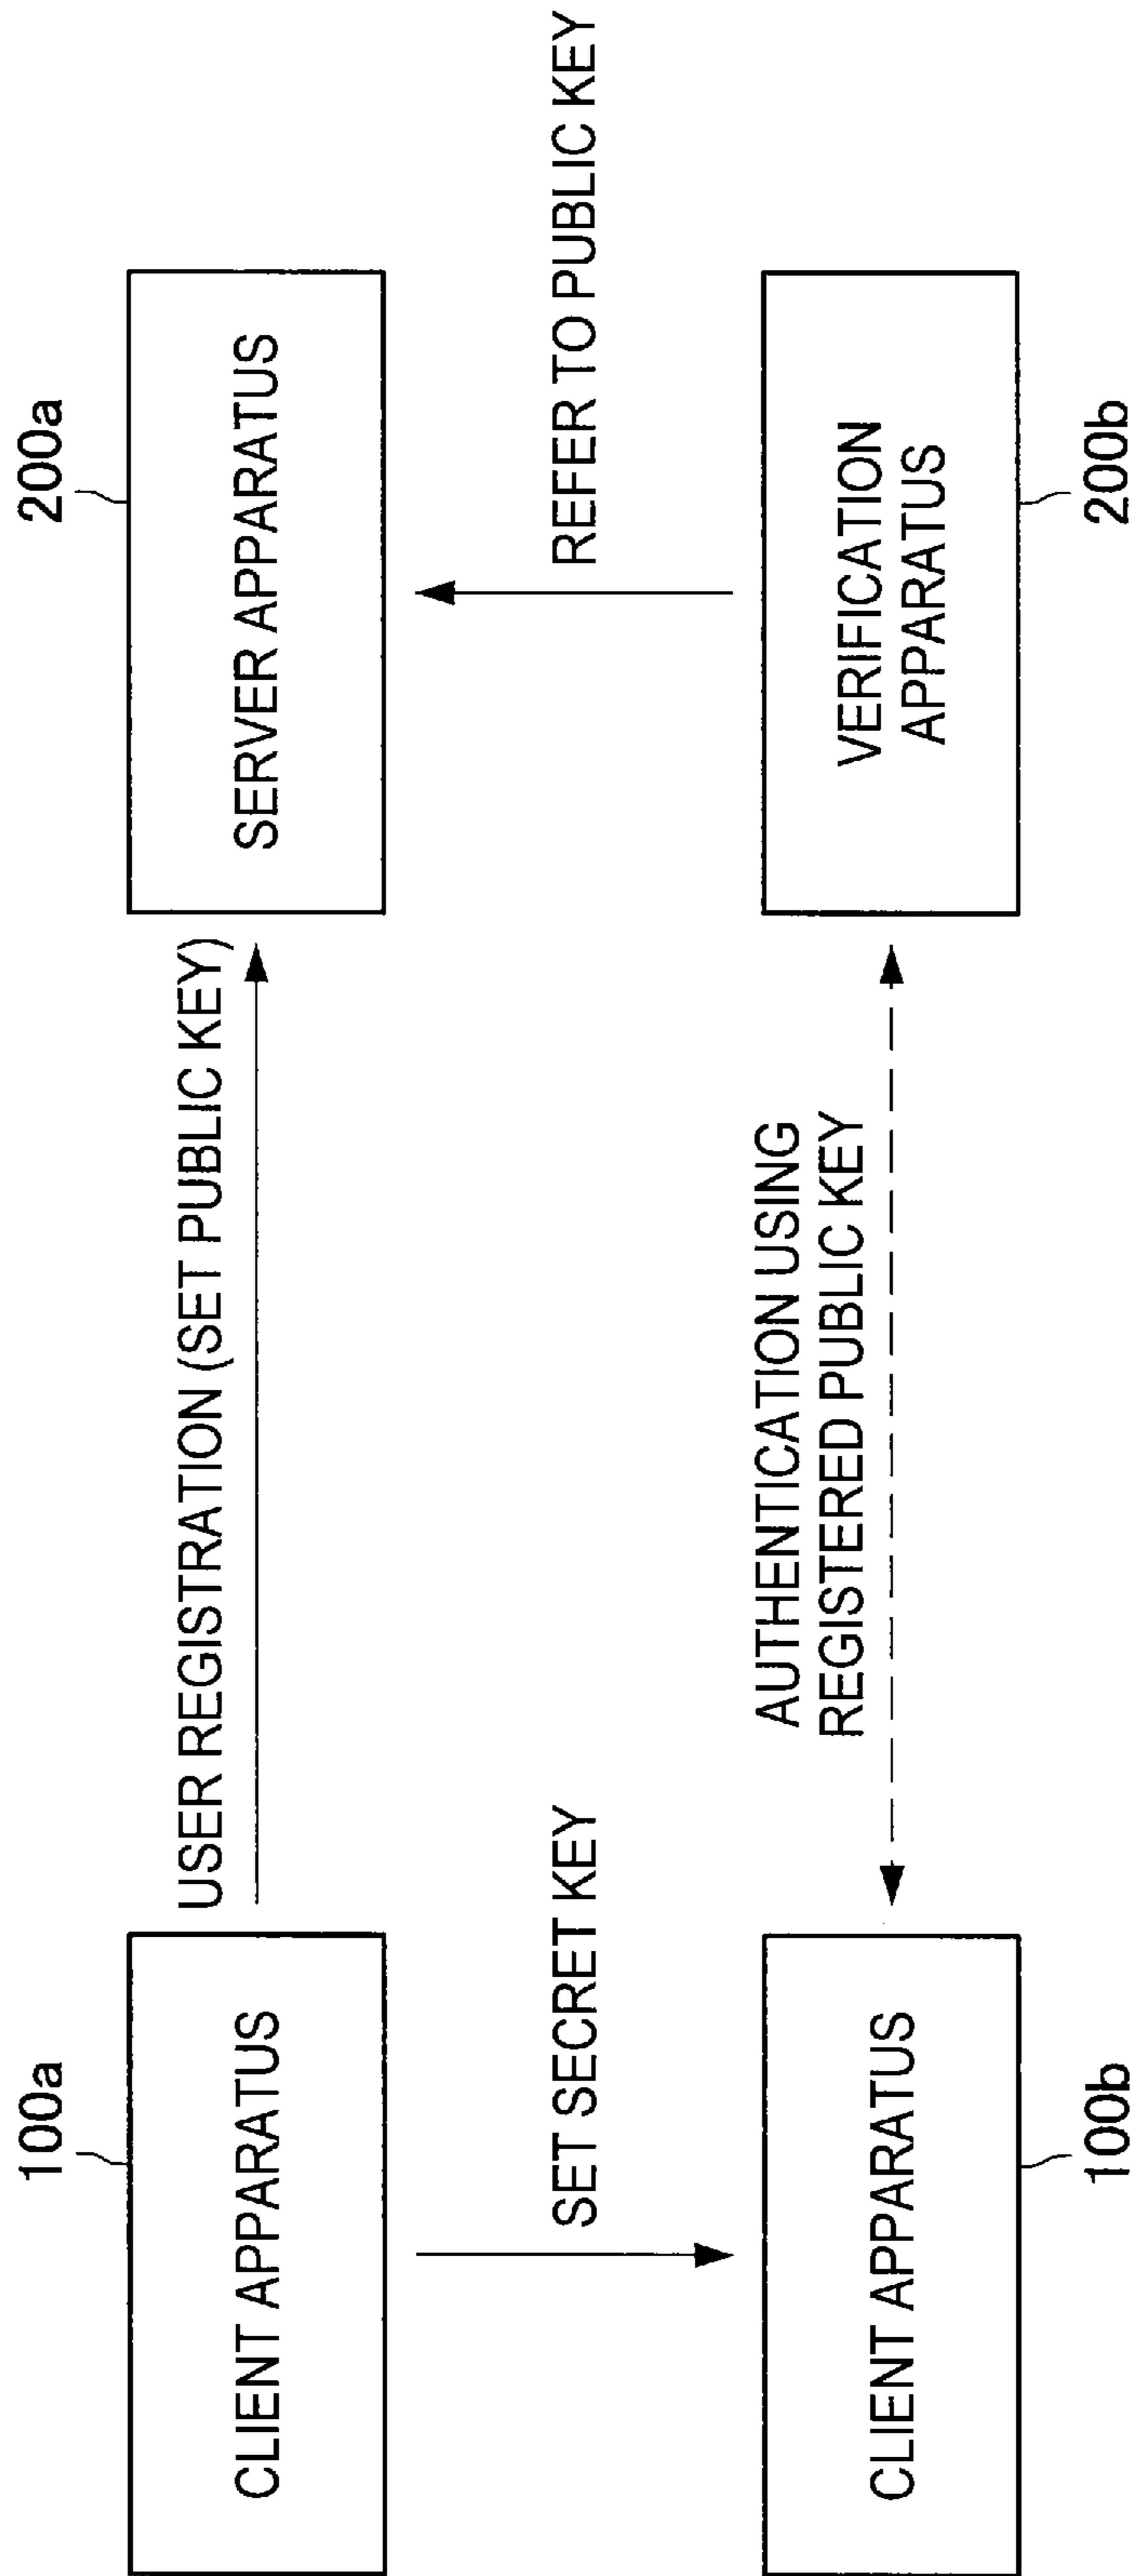 100a
CLIENT APPARATUS
USER REGISTRATION (SET PUBLIC KEY)
200a
SERVER APPARATUS
SET SECRET KEY
REFER TO PUBLIC KEY
CLIENT APPARATUS
100b
AUTHENTICATION USING
REGISTERED PUBLIC KEY
VERIFICATION
APPARATUS
200b